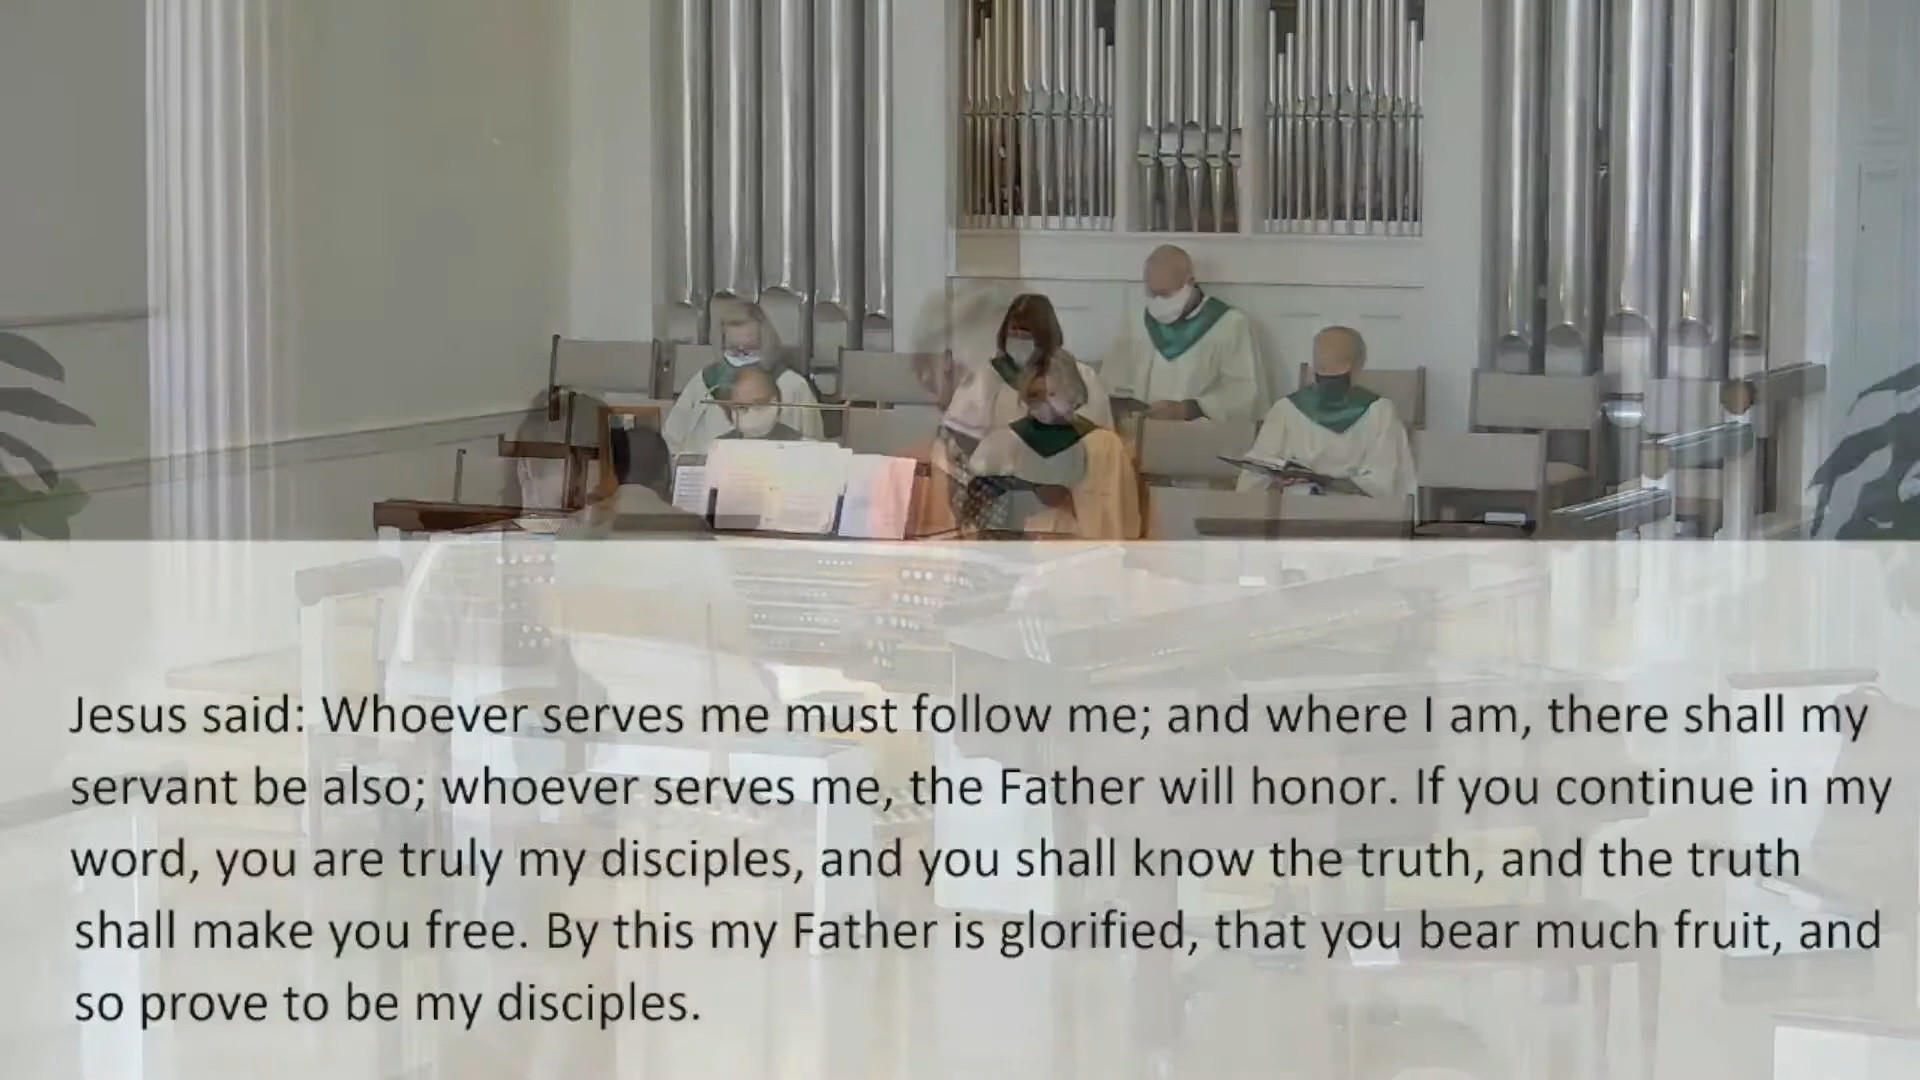 Jesus said: Whoever serves me must follow me; and where I am, there shall my
servant be also; whoever serves me, the Father will honor. If you continue in my
word, you are truly my disciples, and you shall know the truth, and the truth
shall make you free. By this my Father is glorified, that you bear much fruit, and
so prove to be my disciples.